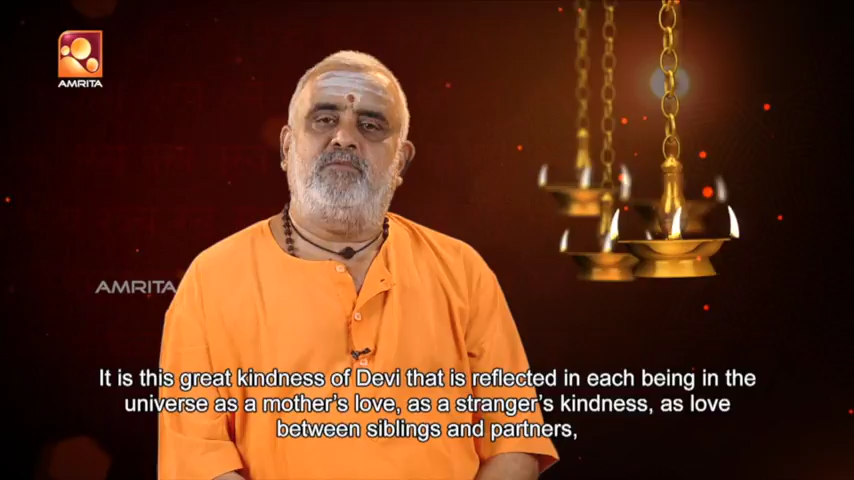 AMRITA
AMRITA
It is this great kindness of Devi that is reflected in each being in the
universe as a mother's love, as a stranger's kindness, as love
between siblings and partners,